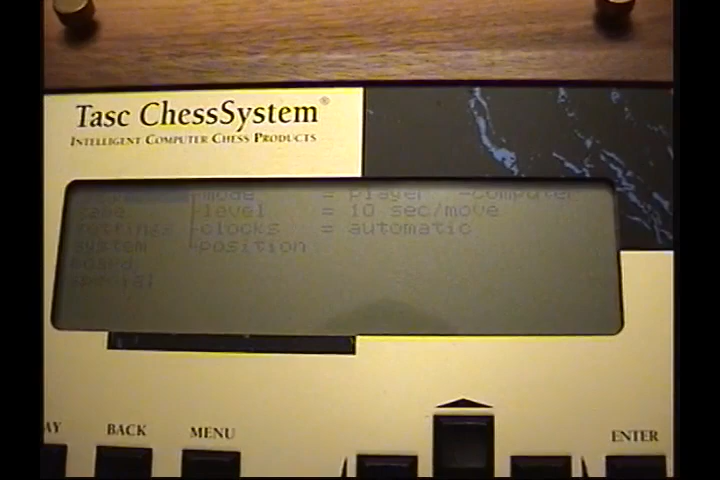 Tasc ChessSystem®
INTELLIGENT COMPUTER CHESS PRODUCTS
mode = player -computer
game level = 10 sec/move
settings clocks = automatic
system position
board
special
AY BACK MENU ENTER